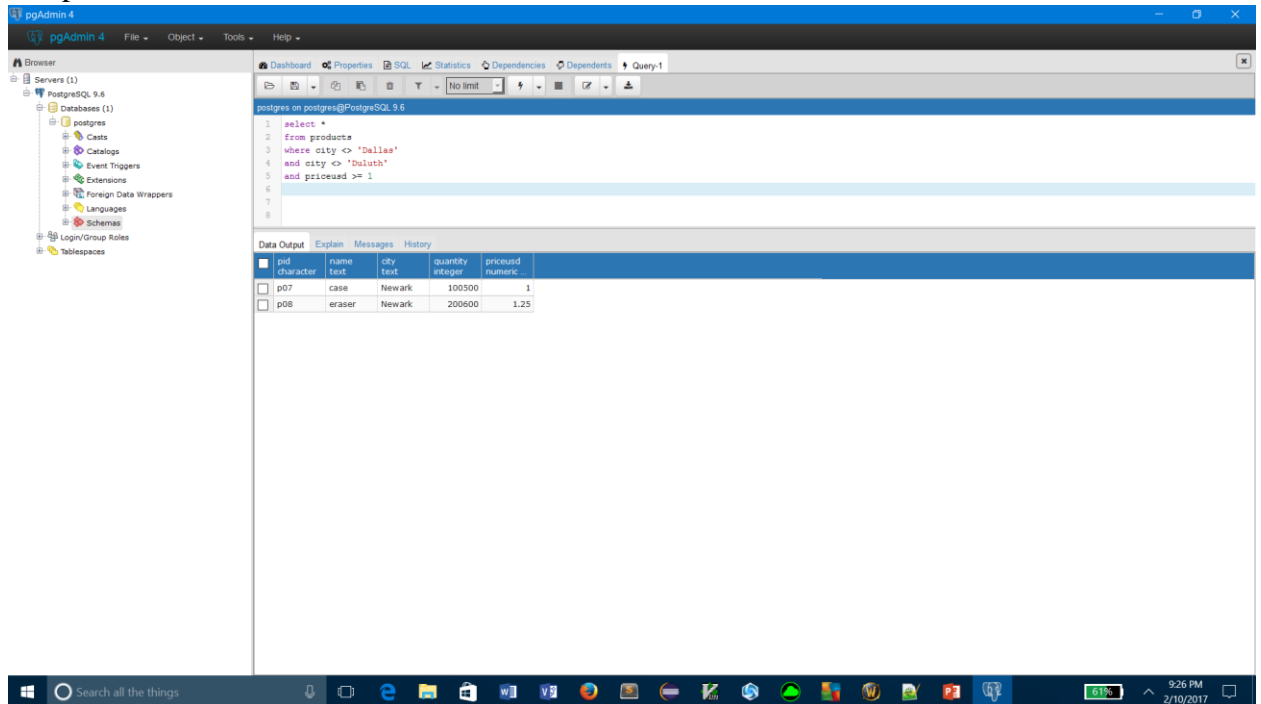 pgAdmin 4
pgAdmin 4 File Object Tools Help
Browser
Servers (1)
PostgreSQL 9.6
Databases (1)
postgres
Casts
Catalogs
Event Triggers
Extensions
Foreign Data Wrappers
Languages
Schemas
Login/Group Roles
Tablespaces
Dashboard Properties SQL Statistics Dependencies Dependents Query-1
No limit
postgres on postgres@PostgreSQL 9.6
1 select *
2 from products
3 where city <> 'Dallas'
4 and city <> 'Duluth'
5 and priceusd >= 1
6
7
8
Data Output Explain Messages History
pid name city quantity priceusd
character text text integer numeric ...
p07 case Newark 100500 1
p08 eraser Newark 200600 1.25
Search all the things
61%
9:26 PM
2/10/2017